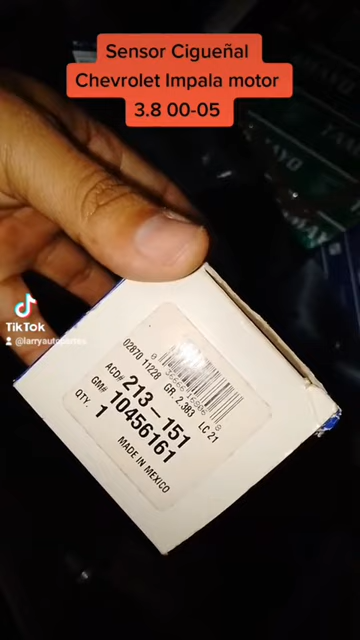 Sensor Cigueñal
Chevrolet Impala motor
3.8 00-05
TikTok
@larryautopartes
02870 11228 GR. 2.383 LC 21
ACD# 213-151
GM# 10456161
QTY. 1
MADE IN MEXICO